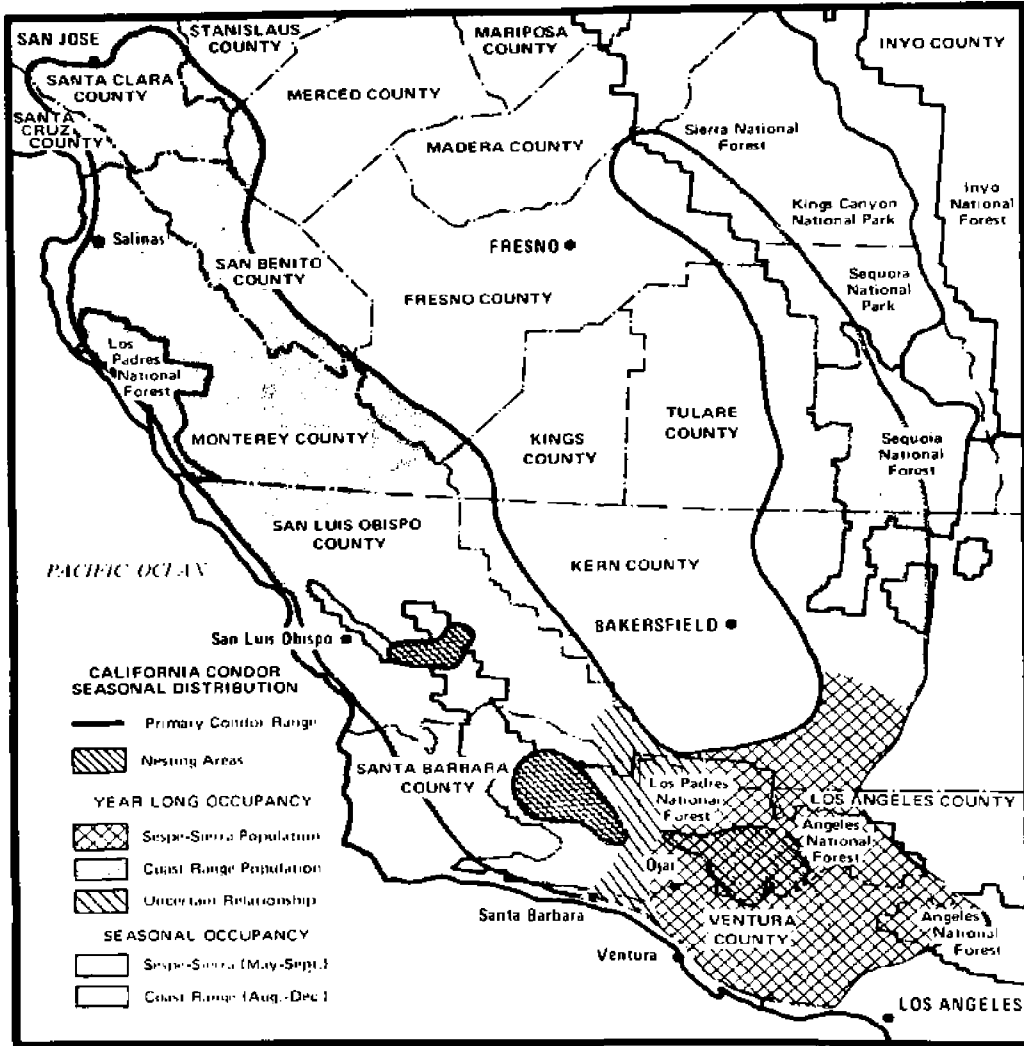 SAN JOSE
STANISLAUS
COUNTY
MARIPOSA
COUNTY
INYO COUNTY
SANTA CLARA
COUNTY
MERCED COUNTY
SANTA
CRUZ
COUNTY
MADERA COUNTY
Sierra National
Forest
Kings Canyon
National Park
Inyo
National
Forest
Salinas
SAN BENITO
COUNTY
FRESNO
FRESNO COUNTY
Sequoia
National
Park
Los
Padres
National
Forest
MONTEREY COUNTY
KINGS
COUNTY
TULARE
COUNTY
Sequoia
National
Forest
SAN LUIS OBISPO
COUNTY
KERN COUNTY
PACIFIC OCEAN
BAKERSFIELD
San Luis Obispo
CALIFORNIA CONDOR
SEASONAL DISTRIBUTION
Primary Condor Range
Nesting Areas
YEAR LONG OCCUPANCY
Sespe-Sierra Population
Coast Range Population
Uncertain Relationship
SEASONAL OCCUPANCY
Sespe-Sierra (May-Sept.)
Coast Range (Aug.-Dec.)
SANTA BARBARA
COUNTY
Los Padres
National
Forest
LOS ANGELES COUNTY
Angeles
National
Forest
Ojai
Santa Barbara
VENTURA
COUNTY
Angeles
National
Forest
Ventura
LOS ANGELES